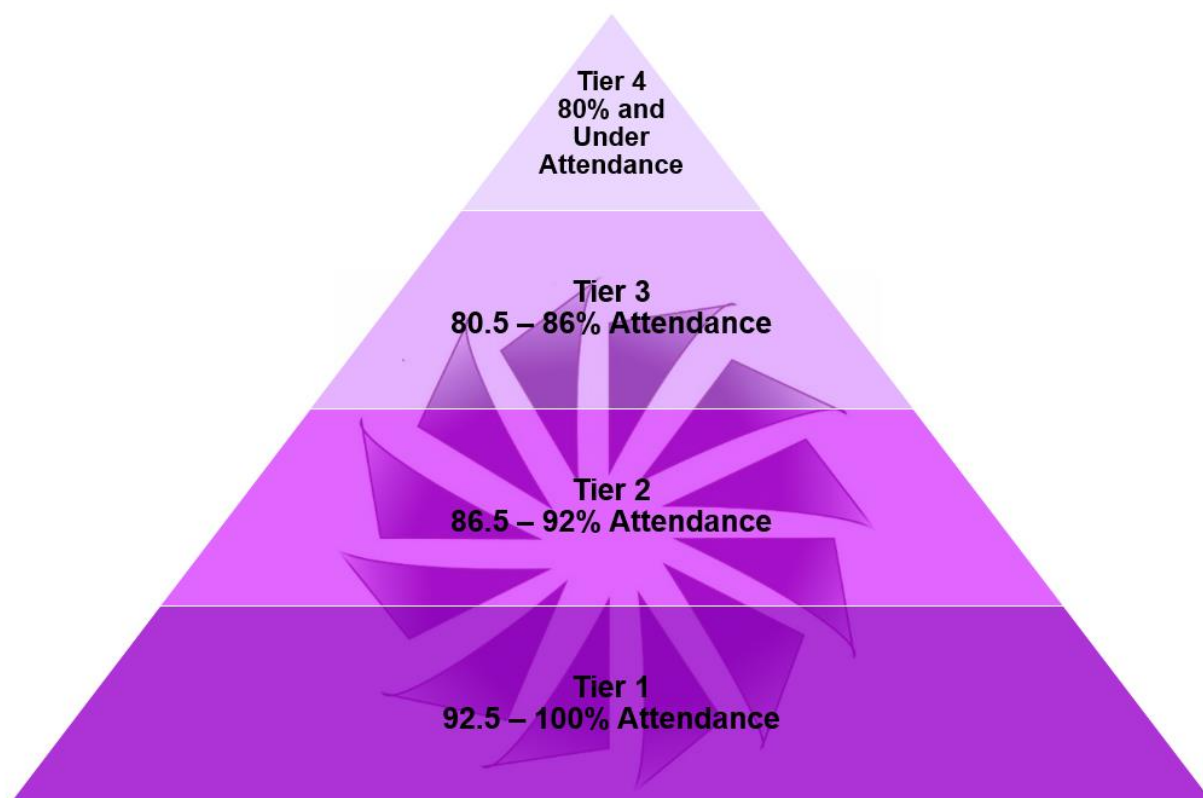 Tier 4
80% and
Under
Attendance
Tier 3
80.5 – 86% Attendance
Tier 2
86.5 – 92% Attendance
Tier 1
92.5 – 100% Attendance